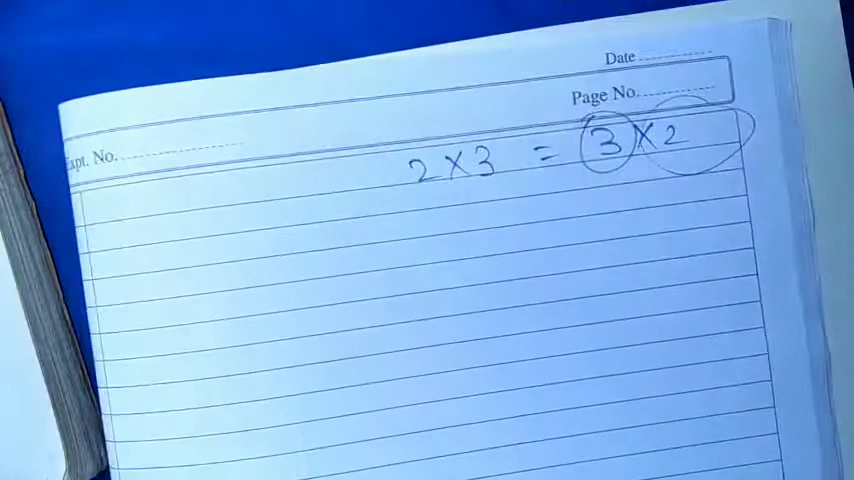 Date
Page No.
Expt. No.
2 × 3 = 3 × 2